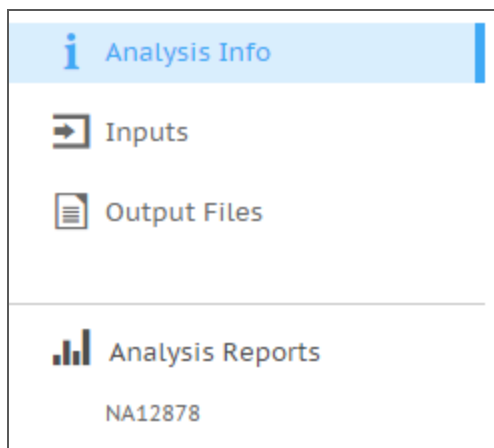 Analysis Info
Inputs
Output Files
Analysis Reports
NA12878